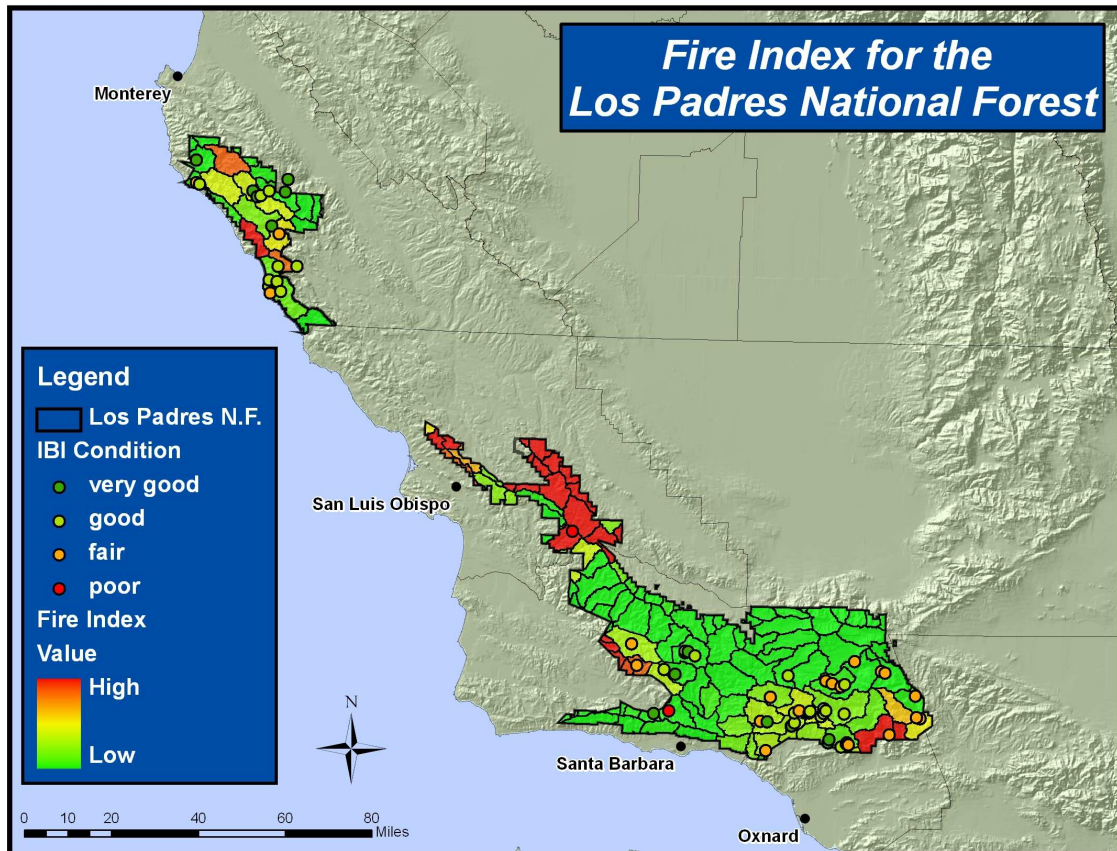 Fire Index for the
Los Padres National Forest
Monterey
San Luis Obispo
Santa Barbara
Oxnard
Legend
Los Padres N.F.
IBI Condition
very good
good
fair
poor
Fire Index
Value
High
Low
N
0 10 20 40 60 80
Miles